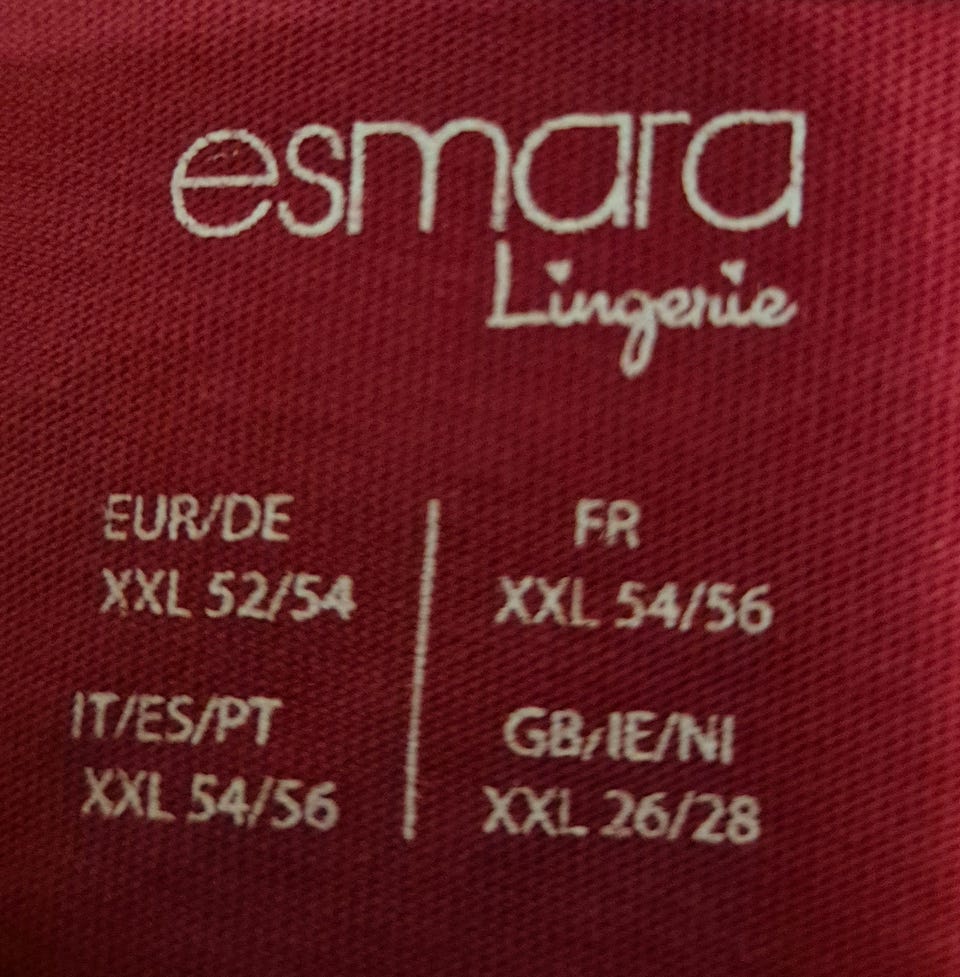 esmara
Lingerie
EUR/DE
XXL 52/54
FR
XXL 54/56
IT/ES/PT
XXL 54/56
GB/IE/NI
XXL 26/28